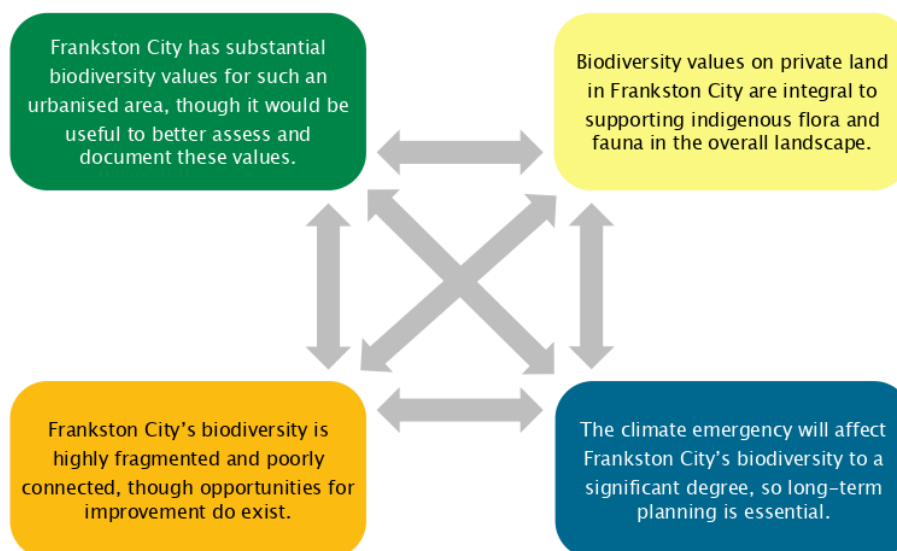 Frankston City has substantial
biodiversity values for such an
urbanised area, though it would be
useful to better assess and
document these values.
Biodiversity values on private land
in Frankston City are integral to
supporting indigenous flora and
fauna in the overall landscape.
Frankston City’s biodiversity is
highly fragmented and poorly
connected, though opportunities for
improvement do exist.
The climate emergency will affect
Frankston City’s biodiversity to a
significant degree, so long-term
planning is essential.